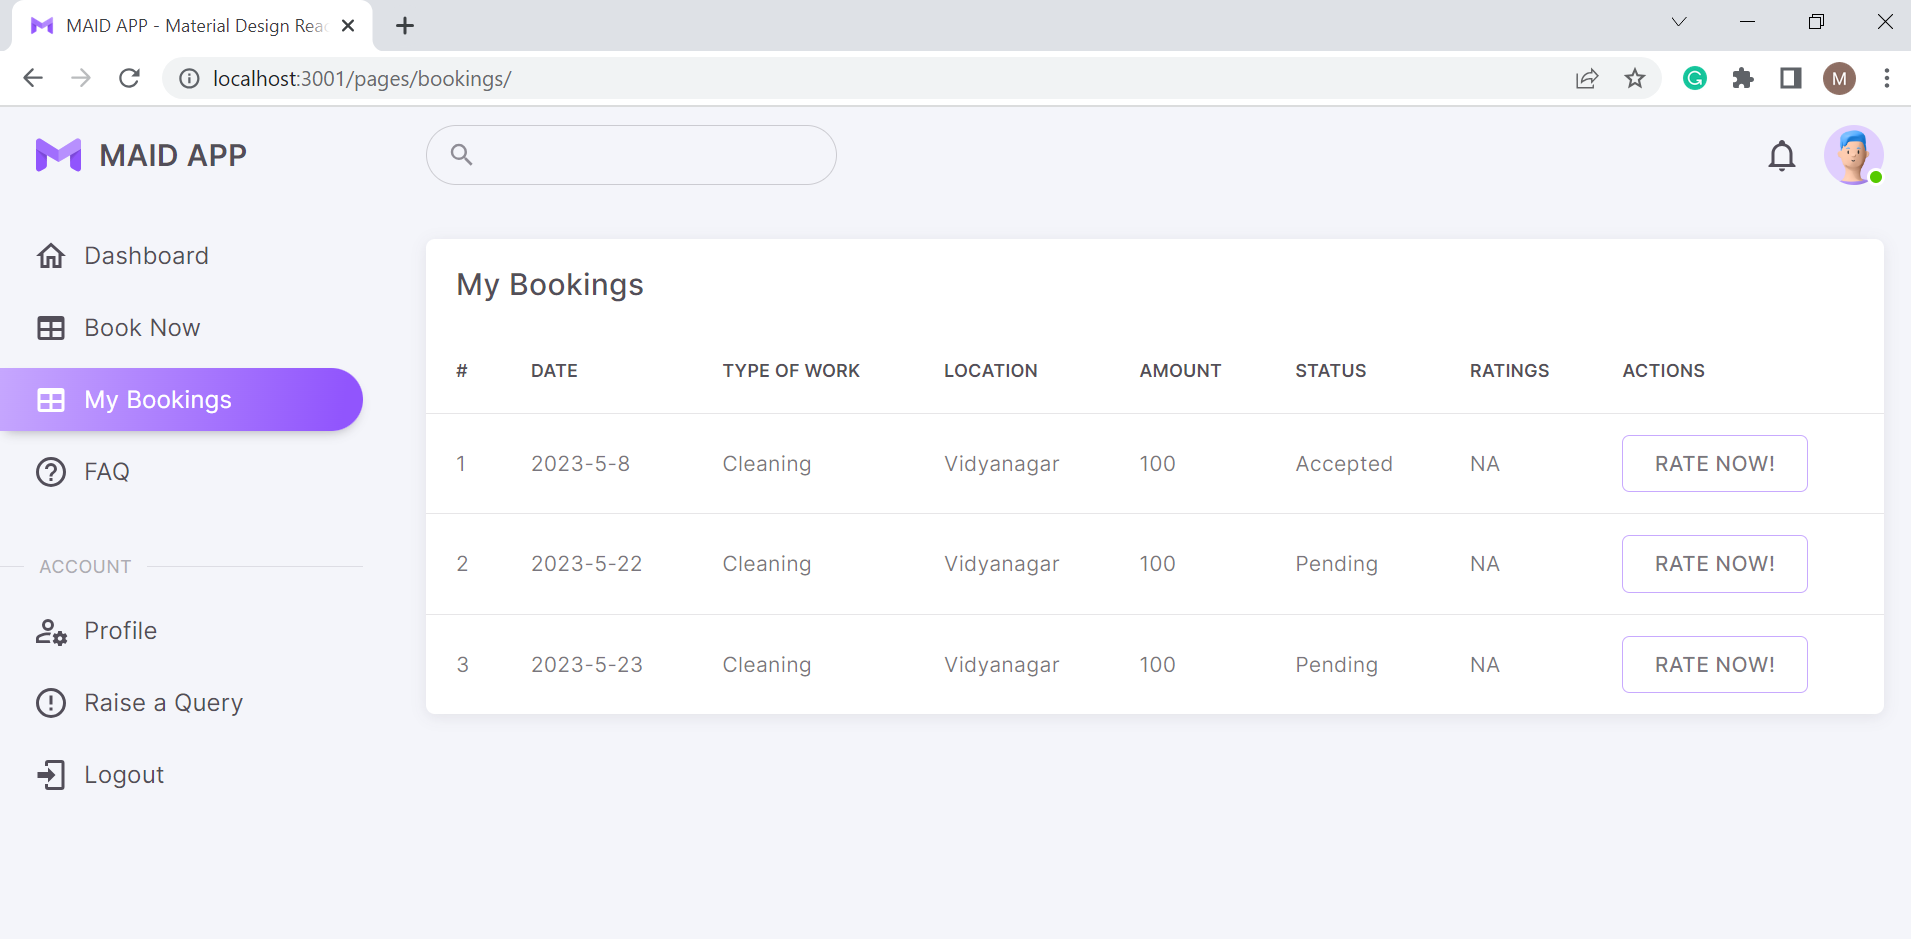 MAID APP - Material Design Rea
localhost:3001/pages/bookings/
M
MAID APP
Dashboard
Book Now
My Bookings
FAQ
ACCOUNT
Profile
Raise a Query
Logout
My Bookings
# DATE TYPE OF WORK LOCATION AMOUNT STATUS RATINGS ACTIONS
1 2023-5-8 Cleaning Vidyanagar 100 Accepted NA RATE NOW!
2 2023-5-22 Cleaning Vidyanagar 100 Pending NA RATE NOW!
3 2023-5-23 Cleaning Vidyanagar 100 Pending NA RATE NOW!